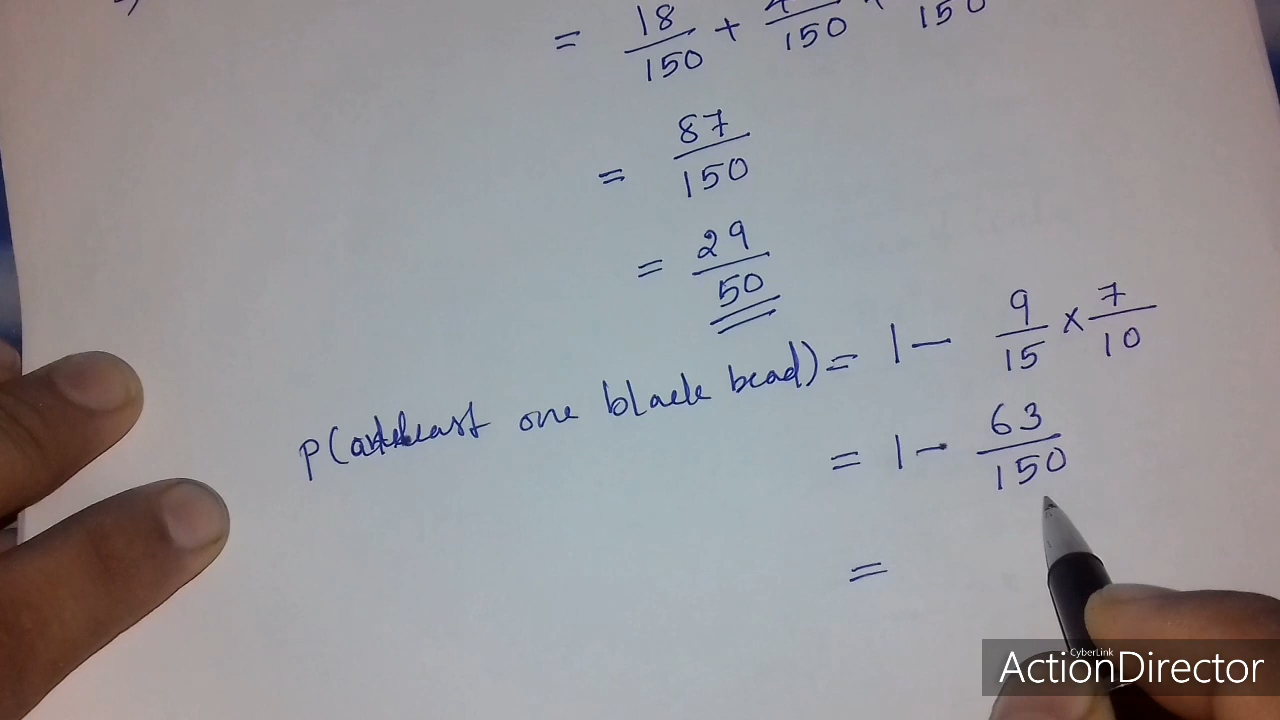 = 18/150 + /150 150
= 87/150
= 29/50
P(atleast one black bead) = 1 - 9/15 x 7/10
= 1 - 63/150
=
CyberLink
ActionDirector